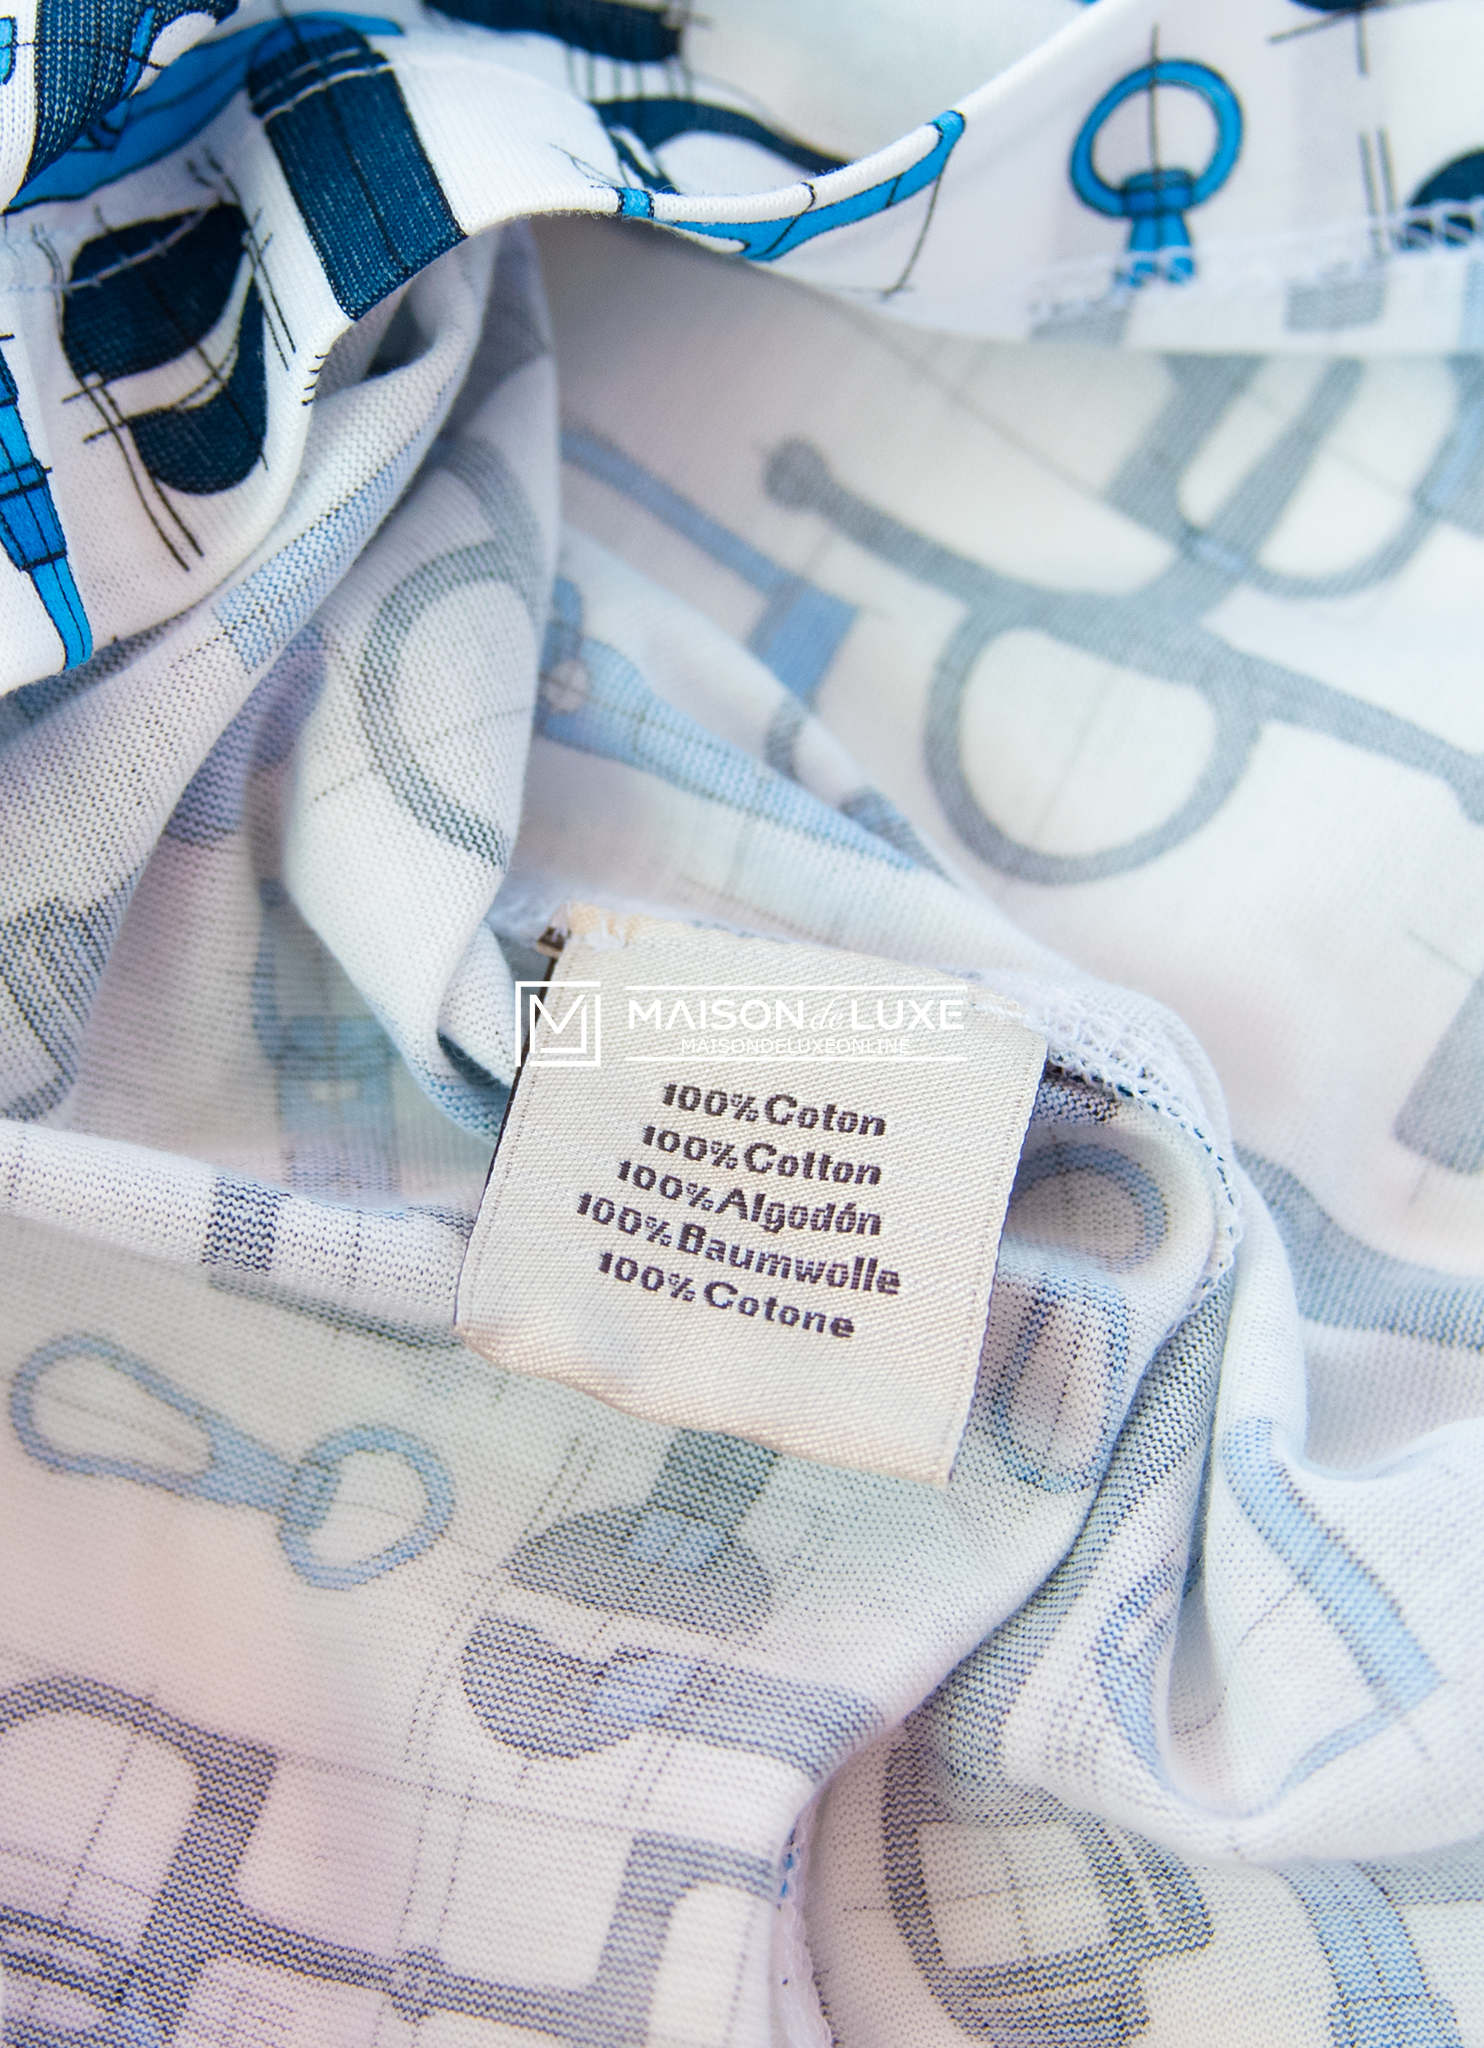 MAISON de LUXE
MAISONDELUXEONLINE
100% Coton
100% Cotton
100% Algodón
100% Baumwolle
100% Cotone